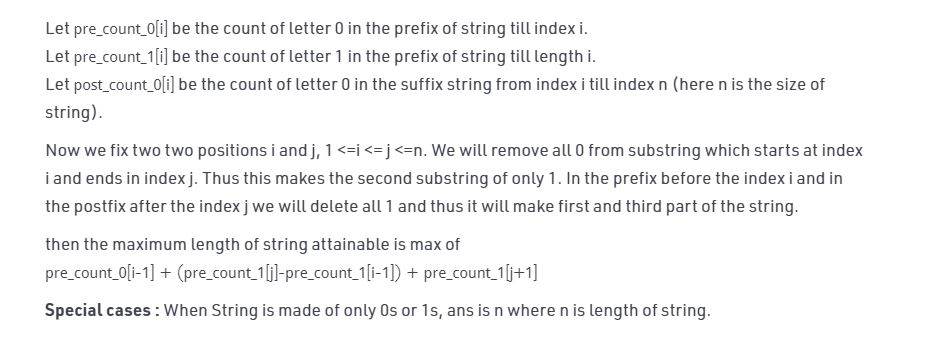 Let pre_count_0[i] be the count of letter 0 in the prefix of string till index i.
Let pre_count_1[i] be the count of letter 1 in the prefix of string till length i.
Let post_count_0[i] be the count of letter 0 in the suffix string from index i till index n (here n is the size of
string).
Now we fix two two positions i and j, 1 <=i <= j <=n. We will remove all 0 from substring which starts at index
i and ends in index j. Thus this makes the second substring of only 1. In the prefix before the index i and in
the postfix after the index j we will delete all 1 and thus it will make first and third part of the string.
then the maximum length of string attainable is max of
pre_count_0[i-1] + (pre_count_1[j]-pre_count_1[i-1]) + pre_count_1[j+1]
Special cases : When String is made of only 0s or 1s, ans is n where n is length of string.